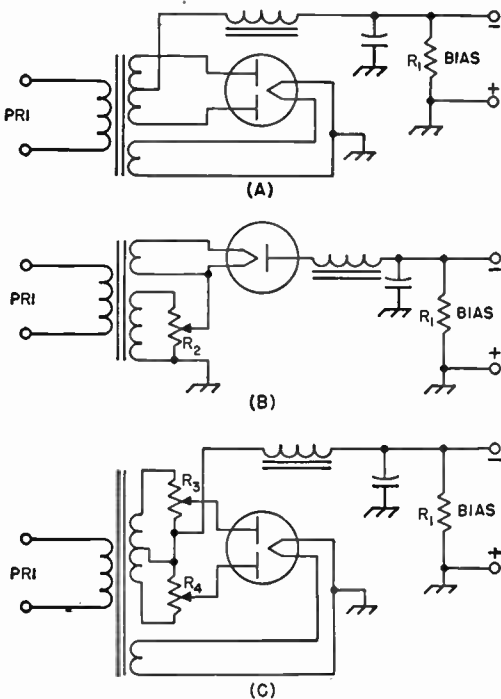 −
R1 BIAS
+
PRI
(A)
−
PRI
R1 BIAS
R2
+
(B)
−
R3
R1 BIAS
PRI
R4
+
(C)